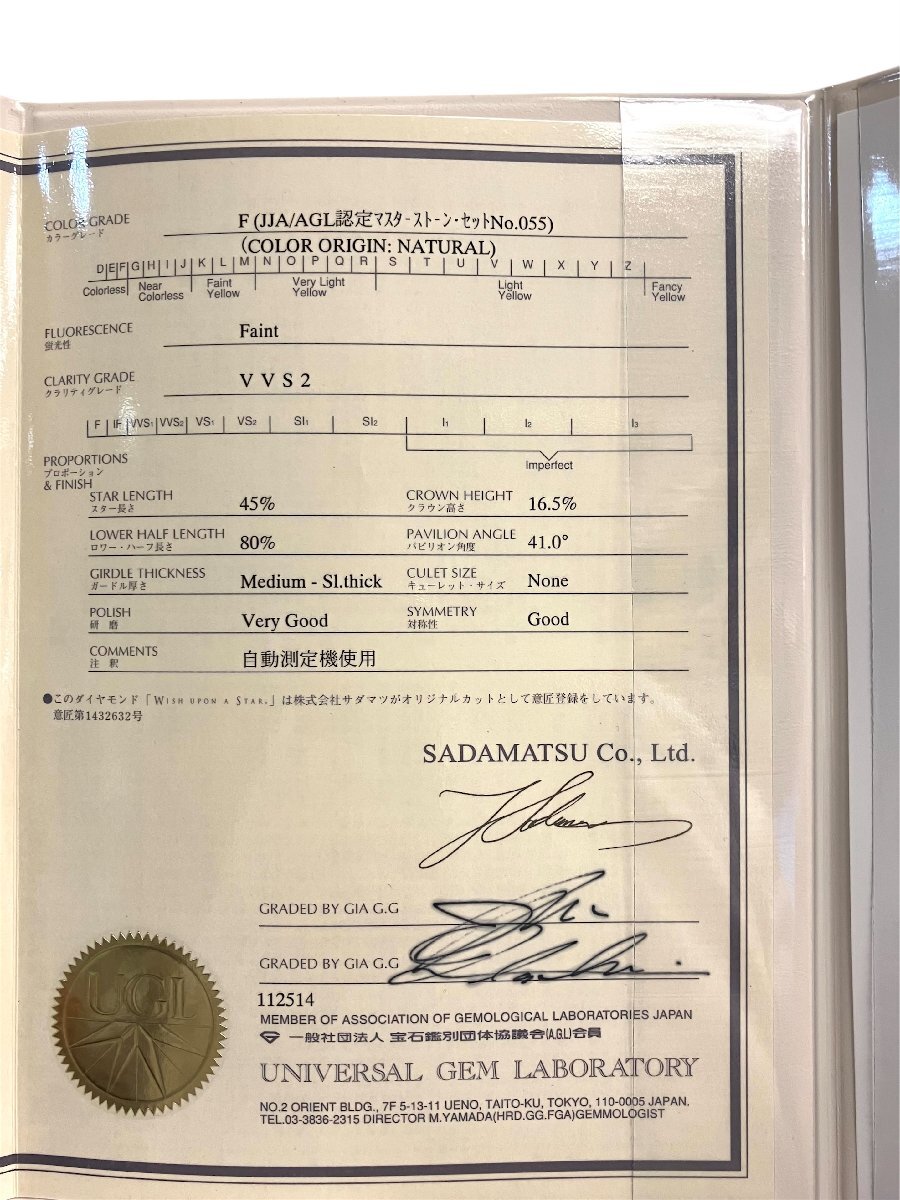 COLOR GRADE F (JJA/AGL認定マスターストーン・セットNo.055)
カラーグレード
(COLOR ORIGIN: NATURAL)
D E F G H I J K L M N O P Q R S T U V W X Y Z
Colorless Near Colorless Faint Yellow Very Light Yellow Light Yellow Fancy Yellow
FLUORESCENCE Faint
蛍光性
CLARITY GRADE V V S 2
クラリティグレード
F IF VVS1 VVS2 VS1 VS2 SI1 SI2 I1 I2 I3
Imperfect
PROPORTIONS
プロポーション
& FINISH
STAR LENGTH 45% CROWN HEIGHT 16.5%
スター長さ クラウン高さ
LOWER HALF LENGTH 80% PAVILION ANGLE 41.0°
ロワー・ハーフ長さ パビリオン角度
GIRDLE THICKNESS Medium - Sl.thick CULET SIZE None
ガードル厚さ キューレット・サイズ
POLISH Very Good SYMMETRY Good
研磨 対称性
COMMENTS 自動測定機使用
注釈
●このダイヤモンド「WISH UPON A STAR®」は株式会社サダマツがオリジナルカットとして意匠登録をしています。
意匠第1432632号
SADAMATSU Co., Ltd.
GRADED BY GIA G.G
GRADED BY GIA G.G
UGL
112514
MEMBER OF ASSOCIATION OF GEMOLOGICAL LABORATORIES JAPAN
一般社団法人 宝石鑑別団体協議会(A.G.L)会員
UNIVERSAL GEM LABORATORY
NO.2 ORIENT BLDG., 7F 5-13-11 UENO, TAITO-KU, TOKYO, 110-0005 JAPAN.
TEL.03-3836-2315 DIRECTOR M.YAMADA(HRD.GG.FGA)GEMMOLOGIST